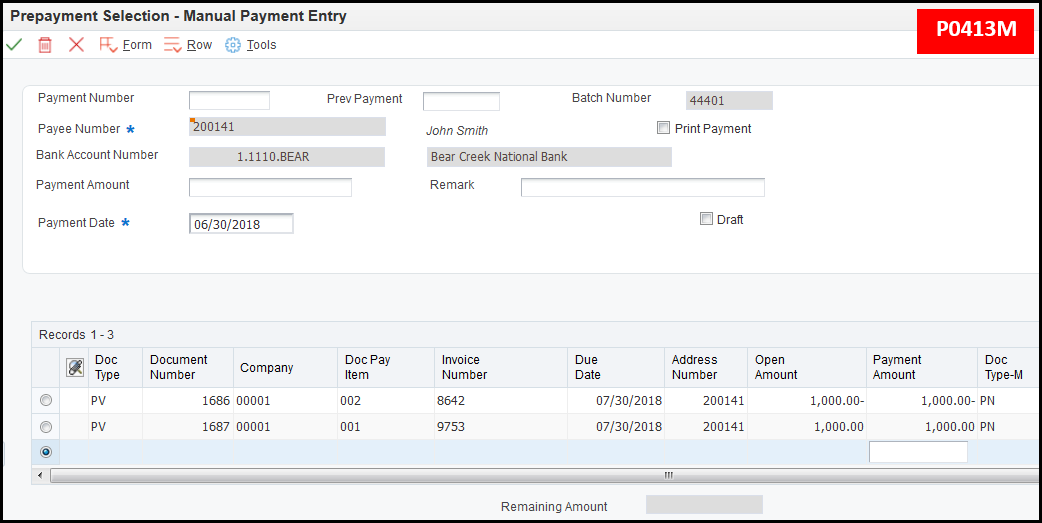 Prepayment Selection - Manual Payment Entry
P0413M
Form Row Tools
Payment Number Prev Payment Batch Number 44401
Payee Number * 200141 John Smith Print Payment
Bank Account Number 1.1110.BEAR Bear Creek National Bank
Payment Amount Remark
Payment Date * 06/30/2018 Draft
Records 1 - 3
Doc Type Document Number Company Doc Pay Item Invoice Number Due Date Address Number Open Amount Payment Amount Doc Type-M
PV 1686 00001 002 8642 07/30/2018 200141 1,000.00- 1,000.00- PN
PV 1687 00001 001 9753 07/30/2018 200141 1,000.00 1,000.00 PN
Remaining Amount